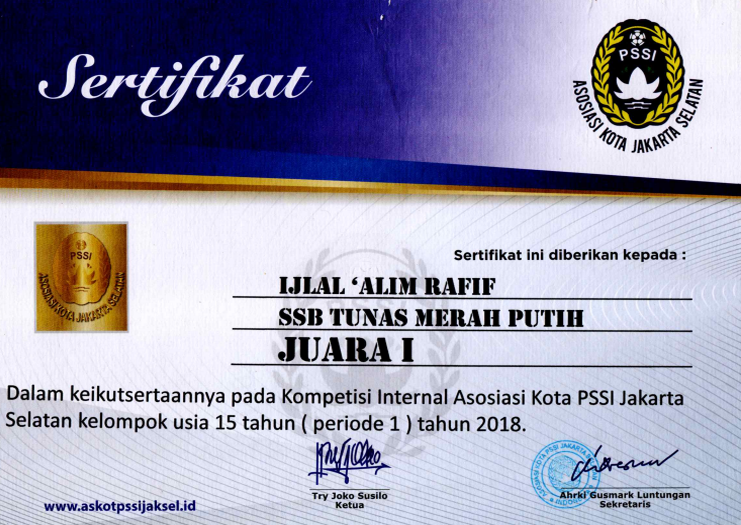 Sertifikat
PSSI
ASOSIASI KOTA JAKARTA SELATAN
PSSI
ASOSIASI KOTA JAKARTA SELATAN
Sertifikat ini diberikan kepada :
PSSI
IJLAL ‘ALIM RAFIF
SSB TUNAS MERAH PUTIH
JUARA I
Dalam keikutsertaannya pada Kompetisi Internal Asosiasi Kota PSSI Jakarta
Selatan kelompok usia 15 tahun ( periode 1 ) tahun 2018.
Try Joko Susilo
Ketua
Ahrki Gusmark Luntungan
Sekretaris
www.askotpssijaksel.id